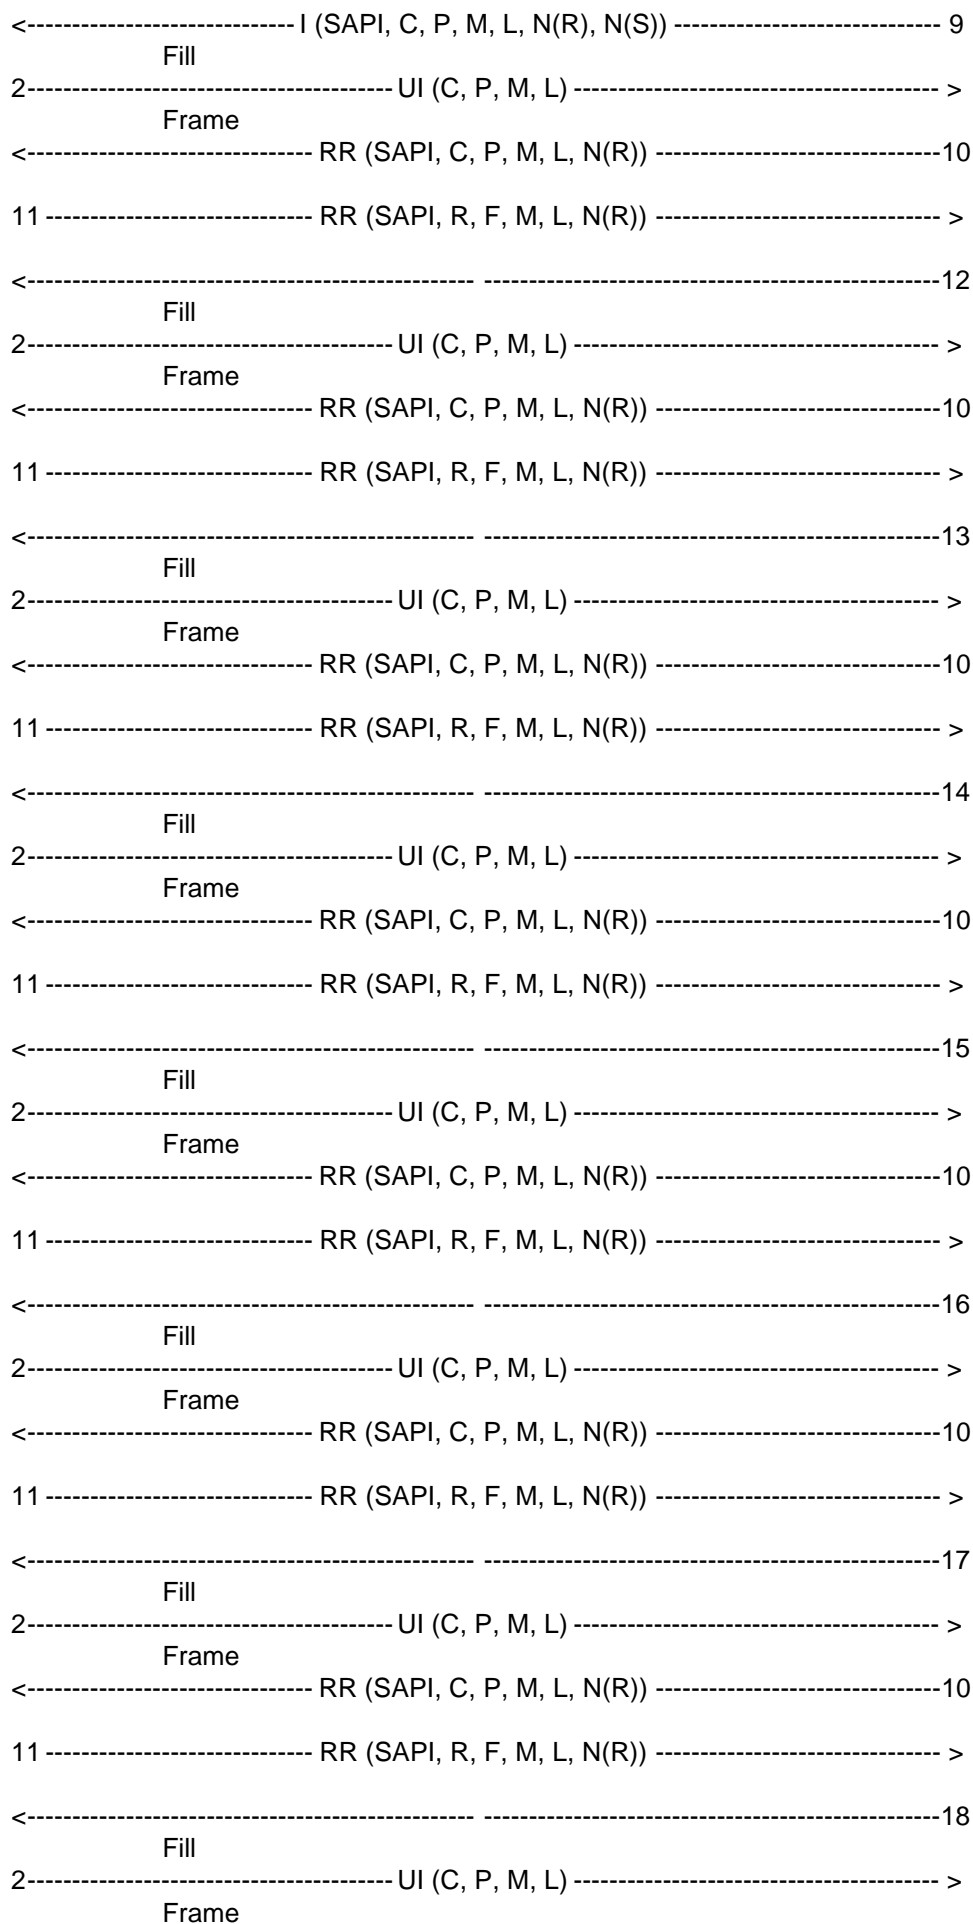 <------------------------------ I (SAPI, C, P, M, L, N(R), N(S)) ------------------------------ 9
Fill
2----------------------------------------- UI (C, P, M, L) ----------------------------------------- >
Frame
<-------------------------------- RR (SAPI, C, P, M, L, N(R)) --------------------------------10
11 ------------------------------ RR (SAPI, R, F, M, L, N(R)) -------------------------------- >
<-------------------------------------------------- ---------------------------------------------------12
Fill
2----------------------------------------- UI (C, P, M, L) ----------------------------------------- >
Frame
<-------------------------------- RR (SAPI, C, P, M, L, N(R)) --------------------------------10
11 ------------------------------ RR (SAPI, R, F, M, L, N(R)) -------------------------------- >
<-------------------------------------------------- ---------------------------------------------------13
Fill
2----------------------------------------- UI (C, P, M, L) ----------------------------------------- >
Frame
<-------------------------------- RR (SAPI, C, P, M, L, N(R)) --------------------------------10
11 ------------------------------ RR (SAPI, R, F, M, L, N(R)) -------------------------------- >
<-------------------------------------------------- ---------------------------------------------------14
Fill
2----------------------------------------- UI (C, P, M, L) ----------------------------------------- >
Frame
<-------------------------------- RR (SAPI, C, P, M, L, N(R)) --------------------------------10
11 ------------------------------ RR (SAPI, R, F, M, L, N(R)) -------------------------------- >
<-------------------------------------------------- ---------------------------------------------------15
Fill
2----------------------------------------- UI (C, P, M, L) ----------------------------------------- >
Frame
<-------------------------------- RR (SAPI, C, P, M, L, N(R)) --------------------------------10
11 ------------------------------ RR (SAPI, R, F, M, L, N(R)) -------------------------------- >
<-------------------------------------------------- ---------------------------------------------------16
Fill
2----------------------------------------- UI (C, P, M, L) ----------------------------------------- >
Frame
<-------------------------------- RR (SAPI, C, P, M, L, N(R)) --------------------------------10
11 ------------------------------ RR (SAPI, R, F, M, L, N(R)) -------------------------------- >
<-------------------------------------------------- ---------------------------------------------------17
Fill
2----------------------------------------- UI (C, P, M, L) ----------------------------------------- >
Frame
<-------------------------------- RR (SAPI, C, P, M, L, N(R)) --------------------------------10
11 ------------------------------ RR (SAPI, R, F, M, L, N(R)) -------------------------------- >
<-------------------------------------------------- ---------------------------------------------------18
Fill
2----------------------------------------- UI (C, P, M, L) ----------------------------------------- >
Frame